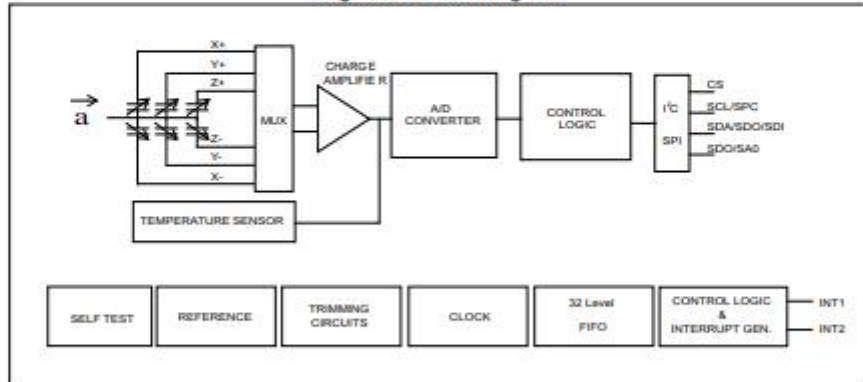 X+
Y+
Z+
a
Z-
Y-
X-
MUX
CHARGE
AMPLIFIER
A/D
CONVERTER
CONTROL
LOGIC
I²C
SPI
CS
SCL/SPC
SDA/SDO/SDI
SDO/SA0
TEMPERATURE SENSOR
SELF TEST
REFERENCE
TRIMMING
CIRCUITS
CLOCK
32 Level
FIFO
CONTROL LOGIC
&
INTERRUPT GEN.
INT1
INT2